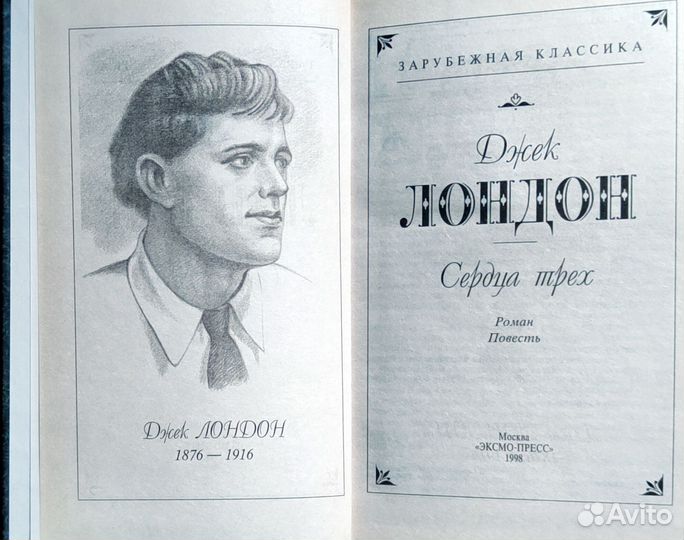 Джек ЛОНДОН
1876 — 1916
ЗАРУБЕЖНАЯ КЛАССИКА
Джек
ЛОНДОН
Сердца трех
Роман
Повесть
Москва
«ЭКСМО-ПРЕСС»
1998
Avito